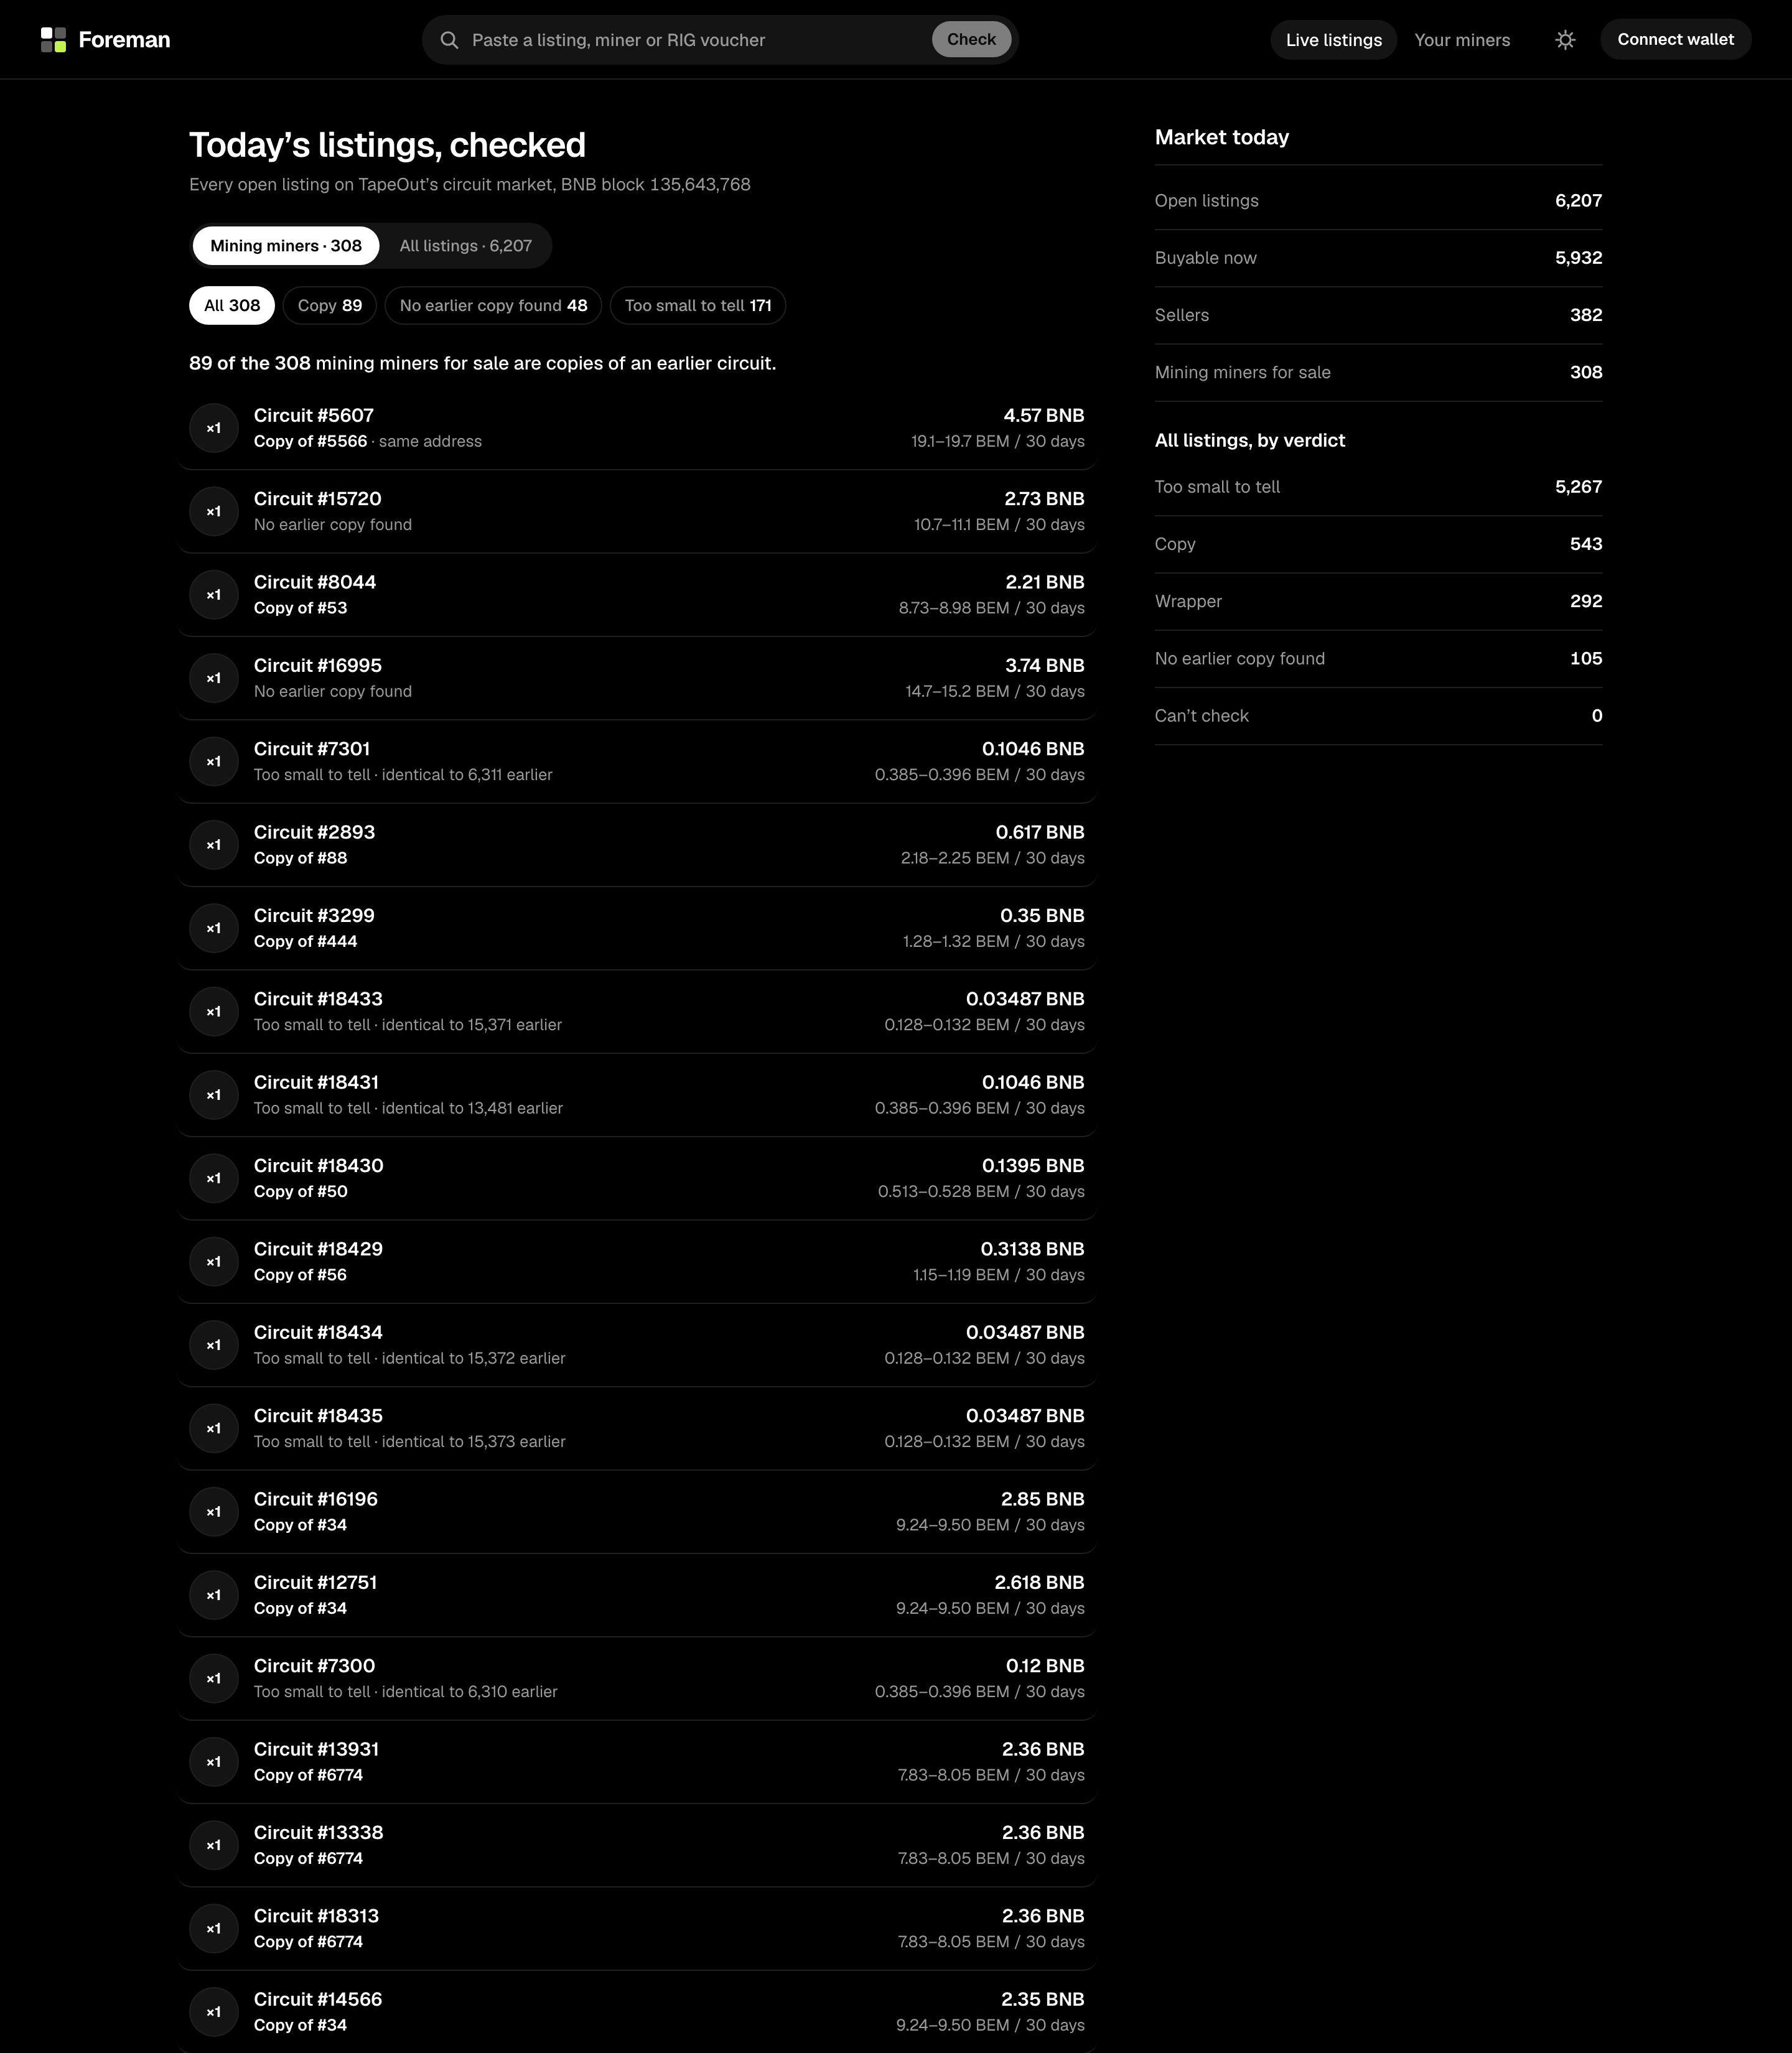 Foreman
Paste a listing, miner or RIG voucher
Check
Live listings
Your miners
Connect wallet
Today’s listings, checked
Every open listing on TapeOut’s circuit market, BNB block 135,643,768
Mining miners · 308
All listings · 6,207
All 308
Copy 89
No earlier copy found 48
Too small to tell 171
89 of the 308 mining miners for sale are copies of an earlier circuit.
×1
Circuit #5607
4.57 BNB
Copy of #5566 · same address
19.1–19.7 BEM / 30 days
×1
Circuit #15720
2.73 BNB
No earlier copy found
10.7–11.1 BEM / 30 days
×1
Circuit #8044
2.21 BNB
Copy of #53
8.73–8.98 BEM / 30 days
×1
Circuit #16995
3.74 BNB
No earlier copy found
14.7–15.2 BEM / 30 days
×1
Circuit #7301
0.1046 BNB
Too small to tell · identical to 6,311 earlier
0.385–0.396 BEM / 30 days
×1
Circuit #2893
0.617 BNB
Copy of #88
2.18–2.25 BEM / 30 days
×1
Circuit #3299
0.35 BNB
Copy of #444
1.28–1.32 BEM / 30 days
×1
Circuit #18433
0.03487 BNB
Too small to tell · identical to 15,371 earlier
0.128–0.132 BEM / 30 days
×1
Circuit #18431
0.1046 BNB
Too small to tell · identical to 13,481 earlier
0.385–0.396 BEM / 30 days
×1
Circuit #18430
0.1395 BNB
Copy of #50
0.513–0.528 BEM / 30 days
×1
Circuit #18429
0.3138 BNB
Copy of #56
1.15–1.19 BEM / 30 days
×1
Circuit #18434
0.03487 BNB
Too small to tell · identical to 15,372 earlier
0.128–0.132 BEM / 30 days
×1
Circuit #18435
0.03487 BNB
Too small to tell · identical to 15,373 earlier
0.128–0.132 BEM / 30 days
×1
Circuit #16196
2.85 BNB
Copy of #34
9.24–9.50 BEM / 30 days
×1
Circuit #12751
2.618 BNB
Copy of #34
9.24–9.50 BEM / 30 days
×1
Circuit #7300
0.12 BNB
Too small to tell · identical to 6,310 earlier
0.385–0.396 BEM / 30 days
×1
Circuit #13931
2.36 BNB
Copy of #6774
7.83–8.05 BEM / 30 days
×1
Circuit #13338
2.36 BNB
Copy of #6774
7.83–8.05 BEM / 30 days
×1
Circuit #18313
2.36 BNB
Copy of #6774
7.83–8.05 BEM / 30 days
×1
Circuit #14566
2.35 BNB
Copy of #34
9.24–9.50 BEM / 30 days
Market today
Open listings 6,207
Buyable now 5,932
Sellers 382
Mining miners for sale 308
All listings, by verdict
Too small to tell 5,267
Copy 543
Wrapper 292
No earlier copy found 105
Can’t check 0